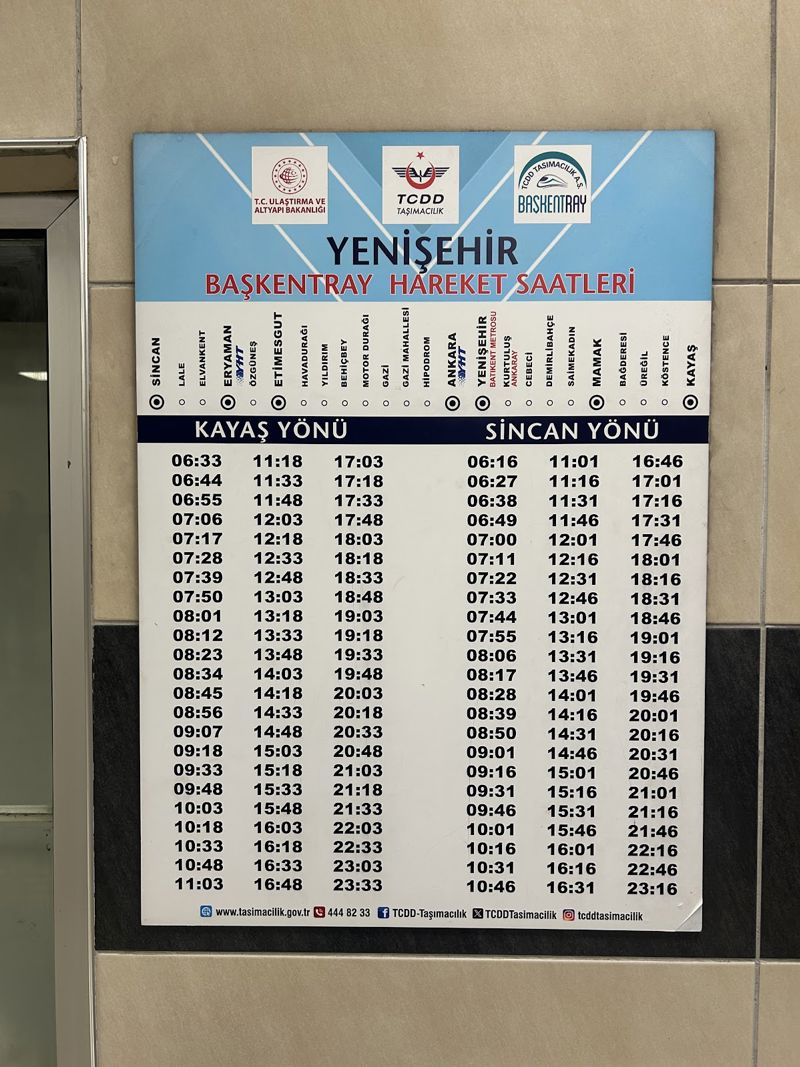 T.C. ULAŞTIRMA VE
ALTYAPI BAKANLIĞI
TCDD
TAŞIMACILIK
TCDD TAŞIMACILIK A.Ş.
BAŞKENTRAY
YENİŞEHİR
BAŞKENTRAY HAREKET SAATLERİ
SİNCAN
LALE
ELVANKENT
ERYAMAN
YHT
ÖZGÜNEŞ
ETİMESGUT
HAVADURAĞI
YILDIRIM
BEHİÇBEY
MOTOR DURAĞI
GAZİ
GAZİ MAHALLESİ
HİPODROM
ANKARA
YHT
YENİŞEHİR
BATIKENT METROSU
KURTULUŞ
ANKARAY
CEBECİ
DEMİRLİBAHÇE
SAİMEKADIN
MAMAK
BAĞDERESİ
ÜREĞİL
KÖSTENCE
KAYAŞ
KAYAŞ YÖNÜ SİNCAN YÖNÜ
06:33 11:18 17:03 06:16 11:01 16:46
06:44 11:33 17:18 06:27 11:16 17:01
06:55 11:48 17:33 06:38 11:31 17:16
07:06 12:03 17:48 06:49 11:46 17:31
07:17 12:18 18:03 07:00 12:01 17:46
07:28 12:33 18:18 07:11 12:16 18:01
07:39 12:48 18:33 07:22 12:31 18:16
07:50 13:03 18:48 07:33 12:46 18:31
08:01 13:18 19:03 07:44 13:01 18:46
08:12 13:33 19:18 07:55 13:16 19:01
08:23 13:48 19:33 08:06 13:31 19:16
08:34 14:03 19:48 08:17 13:46 19:31
08:45 14:18 20:03 08:28 14:01 19:46
08:56 14:33 20:18 08:39 14:16 20:01
09:07 14:48 20:33 08:50 14:31 20:16
09:18 15:03 20:48 09:01 14:46 20:31
09:33 15:18 21:03 09:16 15:01 20:46
09:48 15:33 21:18 09:31 15:16 21:01
10:03 15:48 21:33 09:46 15:31 21:16
10:18 16:03 22:03 10:01 15:46 21:46
10:33 16:18 22:33 10:16 16:01 22:16
10:48 16:33 23:03 10:31 16:16 22:46
11:03 16:48 23:33 10:46 16:31 23:16
www.tasimacilik.gov.tr 444 82 33 TCDD-Taşımacılık TCDDTasimacilik tcddtasimacilik